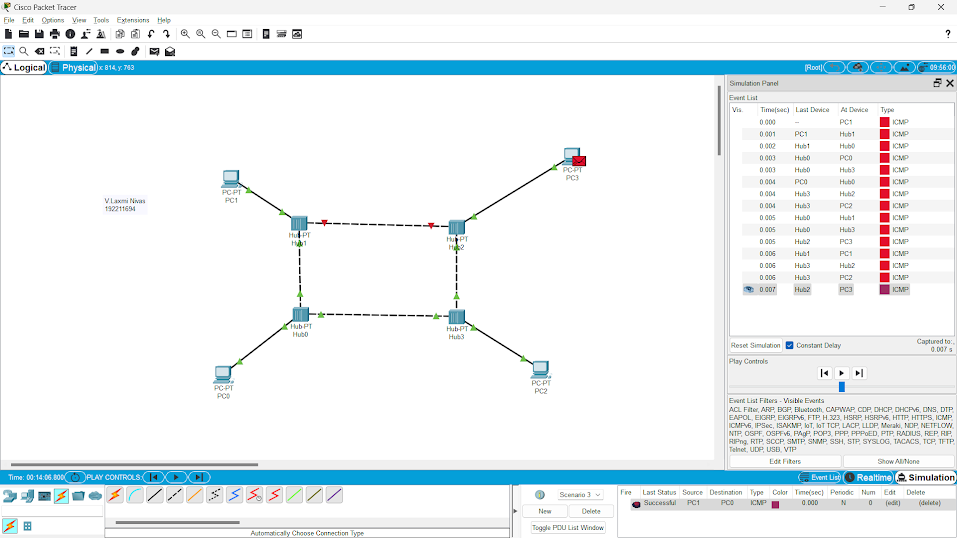 Cisco Packet Tracer
File Edit Options View Tools Extensions Help
Logical Physical x: 814, y: 763 [Root] 09:56:00
V.Laxmi Nivas
192211694
PC-PT
PC1
PC-PT
PC3
Hub-PT
Hub1
Hub-PT
Hub2
Hub-PT
Hub0
Hub-PT
Hub3
PC-PT
PC0
PC-PT
PC2
Simulation Panel
Event List
Vis. Time(sec) Last Device At Device Type
0.000 -- PC1 ICMP
0.001 PC1 Hub1 ICMP
0.002 Hub1 Hub0 ICMP
0.003 Hub0 PC0 ICMP
0.003 Hub0 Hub3 ICMP
0.004 PC0 Hub0 ICMP
0.004 Hub3 Hub2 ICMP
0.004 Hub3 PC2 ICMP
0.005 Hub0 Hub1 ICMP
0.005 Hub0 Hub3 ICMP
0.005 Hub2 PC3 ICMP
0.006 Hub1 PC1 ICMP
0.006 Hub3 Hub2 ICMP
0.006 Hub3 PC2 ICMP
0.007 Hub2 PC3 ICMP
Reset Simulation Constant Delay Captured to:
0.007 s
Play Controls
Event List Filters - Visible Events
ACL Filter, ARP, BGP, Bluetooth, CAPWAP, CDP, DHCP, DHCPv6, DNS, DTP,
EAPOL, EIGRP, EIGRPv6, FTP, H.323, HSRP, HSRPv6, HTTP, HTTPS, ICMP,
ICMPv6, IPSec, ISAKMP, IoT, IoT TCP, LACP, LLDP, Meraki, NDP, NETFLOW,
NTP, OSPF, OSPFv6, PAgP, POP3, PPP, PPPoED, PTP, RADIUS, REP, RIP,
RIPng, RTP, SCCP, SMTP, SNMP, SSH, STP, SYSLOG, TACACS, TCP, TFTP,
Telnet, UDP, USB, VTP
Edit Filters Show All/None
Time: 00:14:06.800 PLAY CONTROLS: Event List Realtime Simulation
Scenario 3
New Delete
Toggle PDU List Window
Fire Last Status Source Destination Type Color Time(sec) Periodic Num Edit Delete
Successful PC1 PC0 ICMP 0.000 N 0 (edit) (delete)
Automatically Choose Connection Type